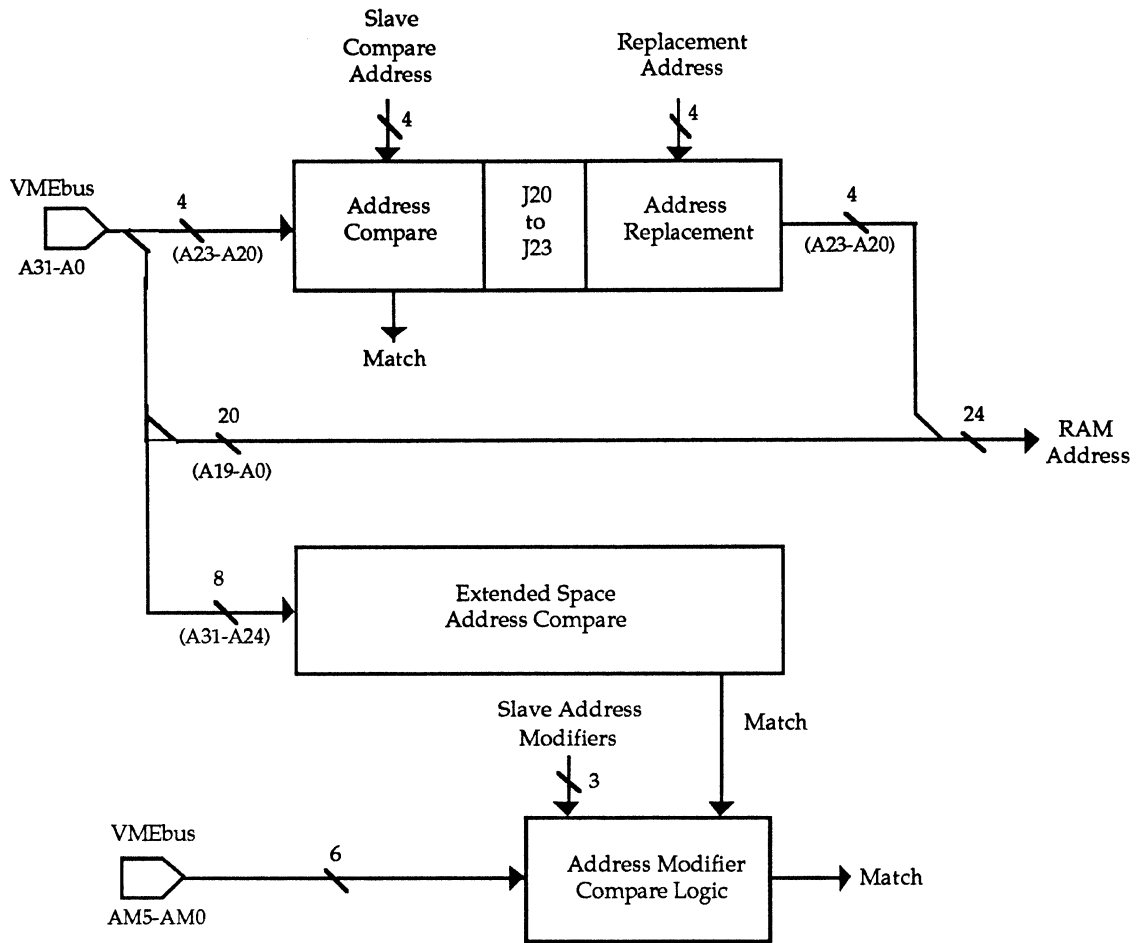 Slave
Compare
Address
Replacement
Address
4
4
VMEbus
A31-A0
4
(A23-A20)
Address
Compare
J20
to
J23
Address
Replacement
4
(A23-A20)
Match
20
(A19-A0)
24
RAM
Address
8
(A31-A24)
Extended Space
Address Compare
Slave Address
Modifiers
3
Match
VMEbus
AM5-AM0
6
Address Modifier
Compare Logic
Match